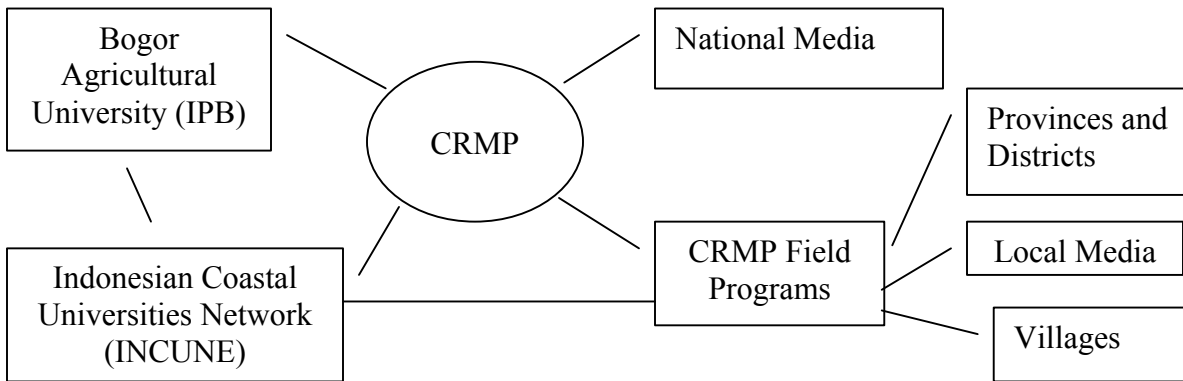 Bogor
Agricultural
University (IPB)
CRMP
National Media
Provinces and
Districts
Indonesian Coastal
Universities Network
(INCUNE)
CRMP Field
Programs
Local Media
Villages